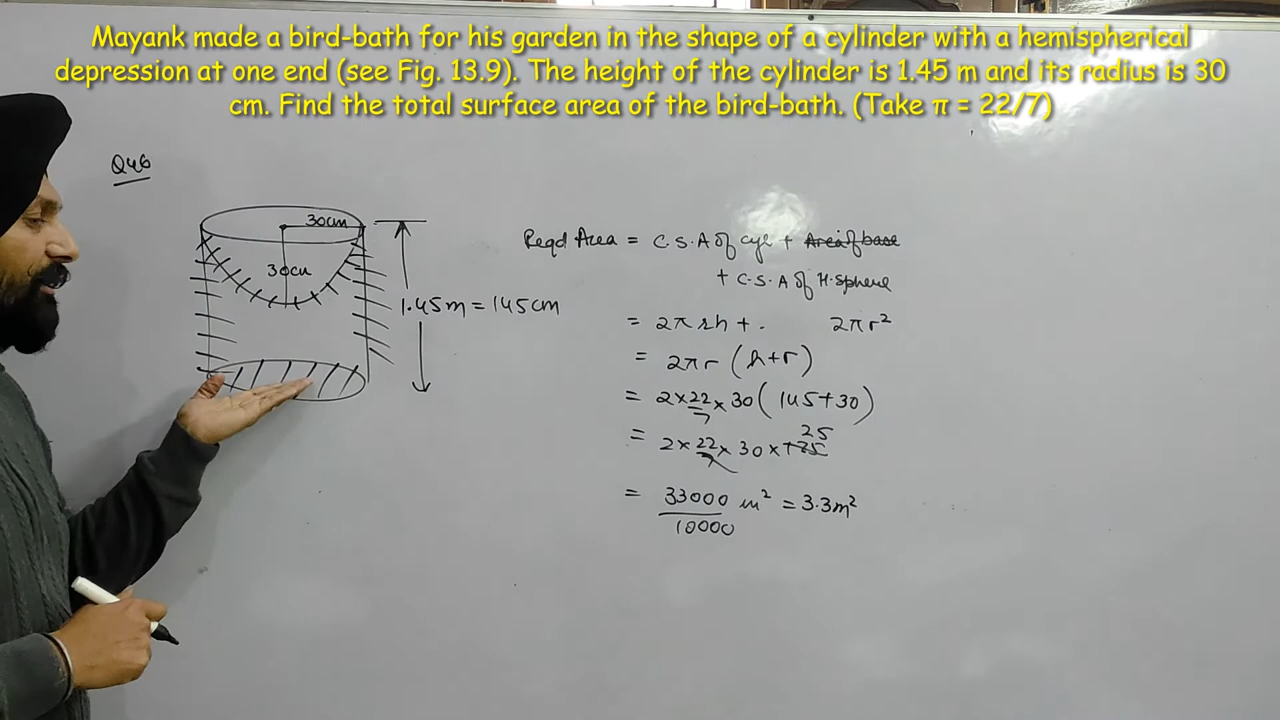 Mayank made a bird-bath for his garden in the shape of a cylinder with a hemispherical
depression at one end (see Fig. 13.9). The height of the cylinder is 1.45 m and its radius is 30
cm. Find the total surface area of the bird-bath. (Take π = 22/7)
Q46
30cm
30cm
1.45m = 145cm
Reqd Area = C.S.A of cyl + Area of base
+ C.S.A of H.sphere
= 2πrh + . 2πr²
= 2πr (h+r)
= 2×22/7 × 30 (145+30)
= 2×22/7 × 30 × 175 25
= 33000/10000 m² = 3.3m²